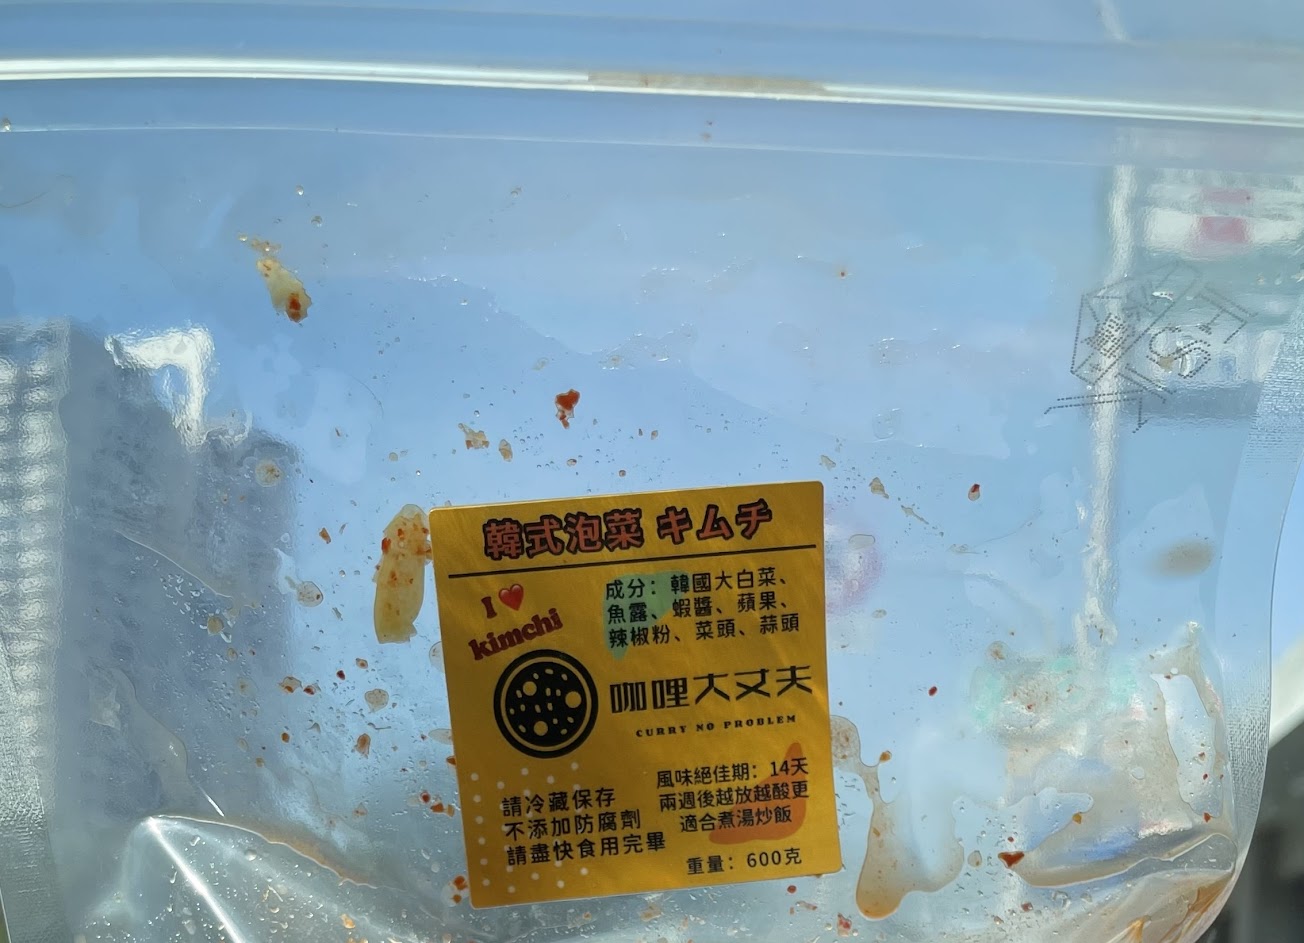 韓式泡菜 キムチ
I ❤
kimchi
成分：韓國大白菜、
魚露、蝦醬、蘋果、
辣椒粉、菜頭、蒜頭
咖哩大丈夫
CURRY NO PROBLEM
請冷藏保存
不添加防腐劑
請盡快食用完畢
風味絕佳期：14天
兩週後越放越酸更
適合煮湯炒飯
重量：600克